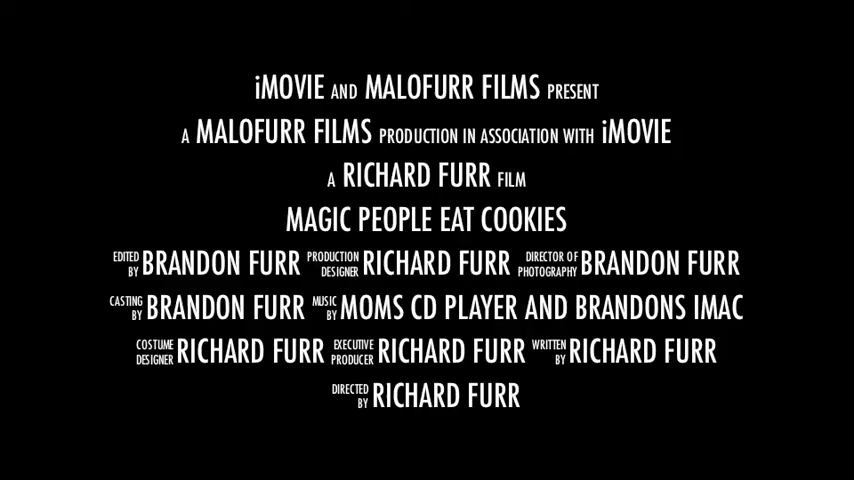 iMOVIE AND MALOFURR FILMS PRESENT
A MALOFURR FILMS PRODUCTION IN ASSOCIATION WITH iMOVIE
A RICHARD FURR FILM
MAGIC PEOPLE EAT COOKIES
EDITED BY BRANDON FURR PRODUCTION DESIGNER RICHARD FURR DIRECTOR OF PHOTOGRAPHY BRANDON FURR
CASTING BY BRANDON FURR MUSIC BY MOMS CD PLAYER AND BRANDONS IMAC
COSTUME DESIGNER RICHARD FURR EXECUTIVE PRODUCER RICHARD FURR WRITTEN BY RICHARD FURR
DIRECTED BY RICHARD FURR